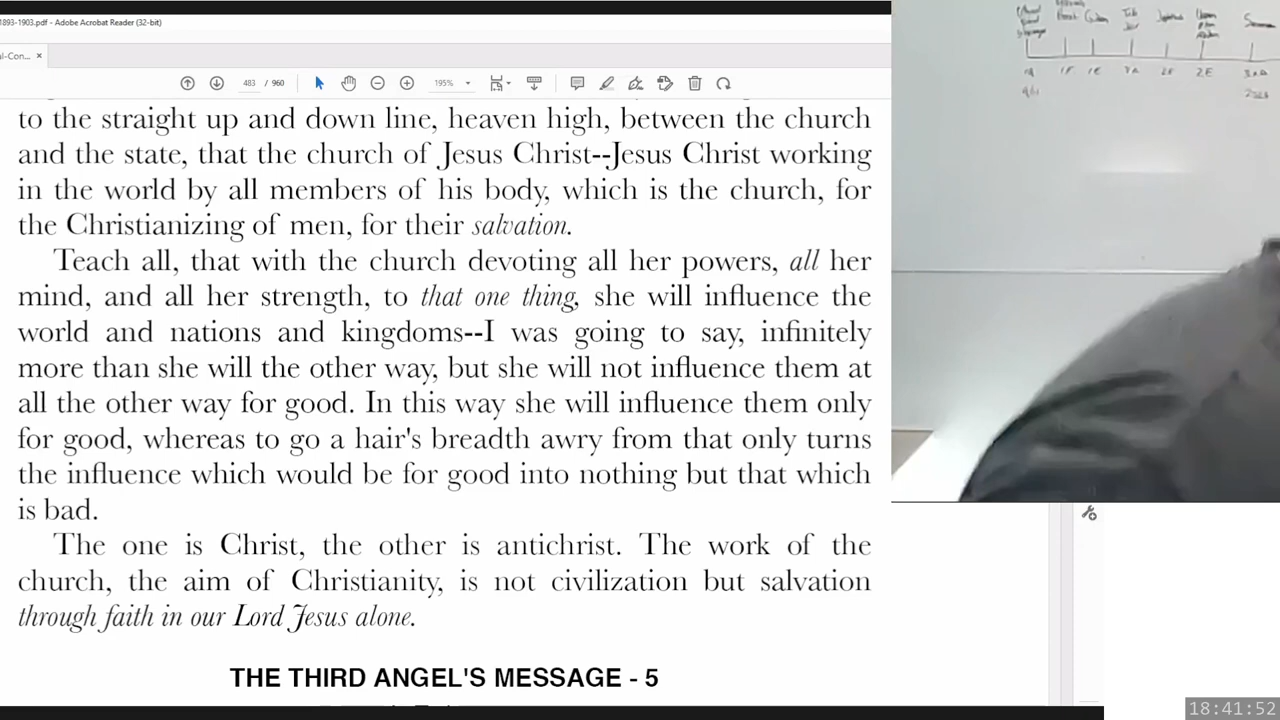 1893-1903.pdf - Adobe Acrobat Reader (32-bit)
al-Con... ×
483 / 960
195%
to the straight up and down line, heaven high, between the church
and the state, that the church of Jesus Christ--Jesus Christ working
in the world by all members of his body, which is the church, for
the Christianizing of men, for their salvation.
Teach all, that with the church devoting all her powers, all her
mind, and all her strength, to that one thing, she will influence the
world and nations and kingdoms--I was going to say, infinitely
more than she will the other way, but she will not influence them at
all the other way for good. In this way she will influence them only
for good, whereas to go a hair's breadth awry from that only turns
the influence which would be for good into nothing but that which
is bad.
The one is Christ, the other is antichrist. The work of the
church, the aim of Christianity, is not civilization but salvation
through faith in our Lord Jesus alone.
THE THIRD ANGEL'S MESSAGE - 5
1F 1E 2F 2E
9/11
18:41:52